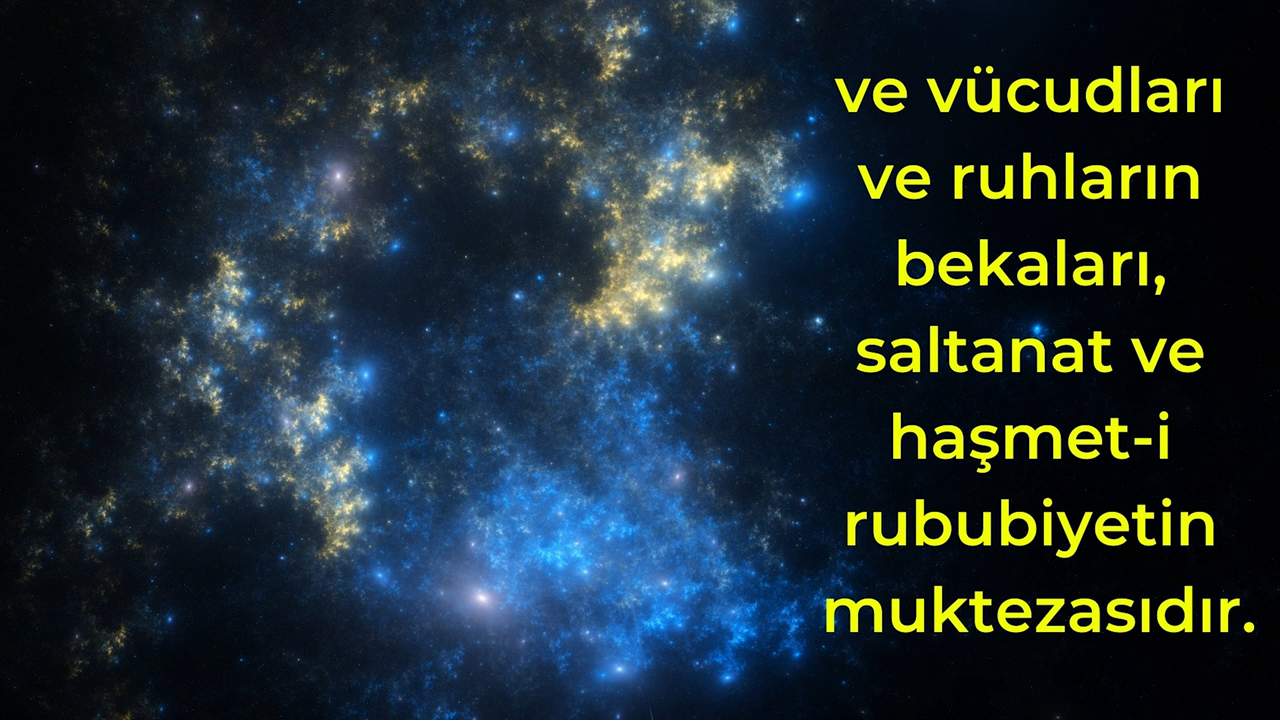 ve vücudları
ve ruhların
bekaları,
saltanat ve
haşmet-i
rububiyetin
muktezasıdır.